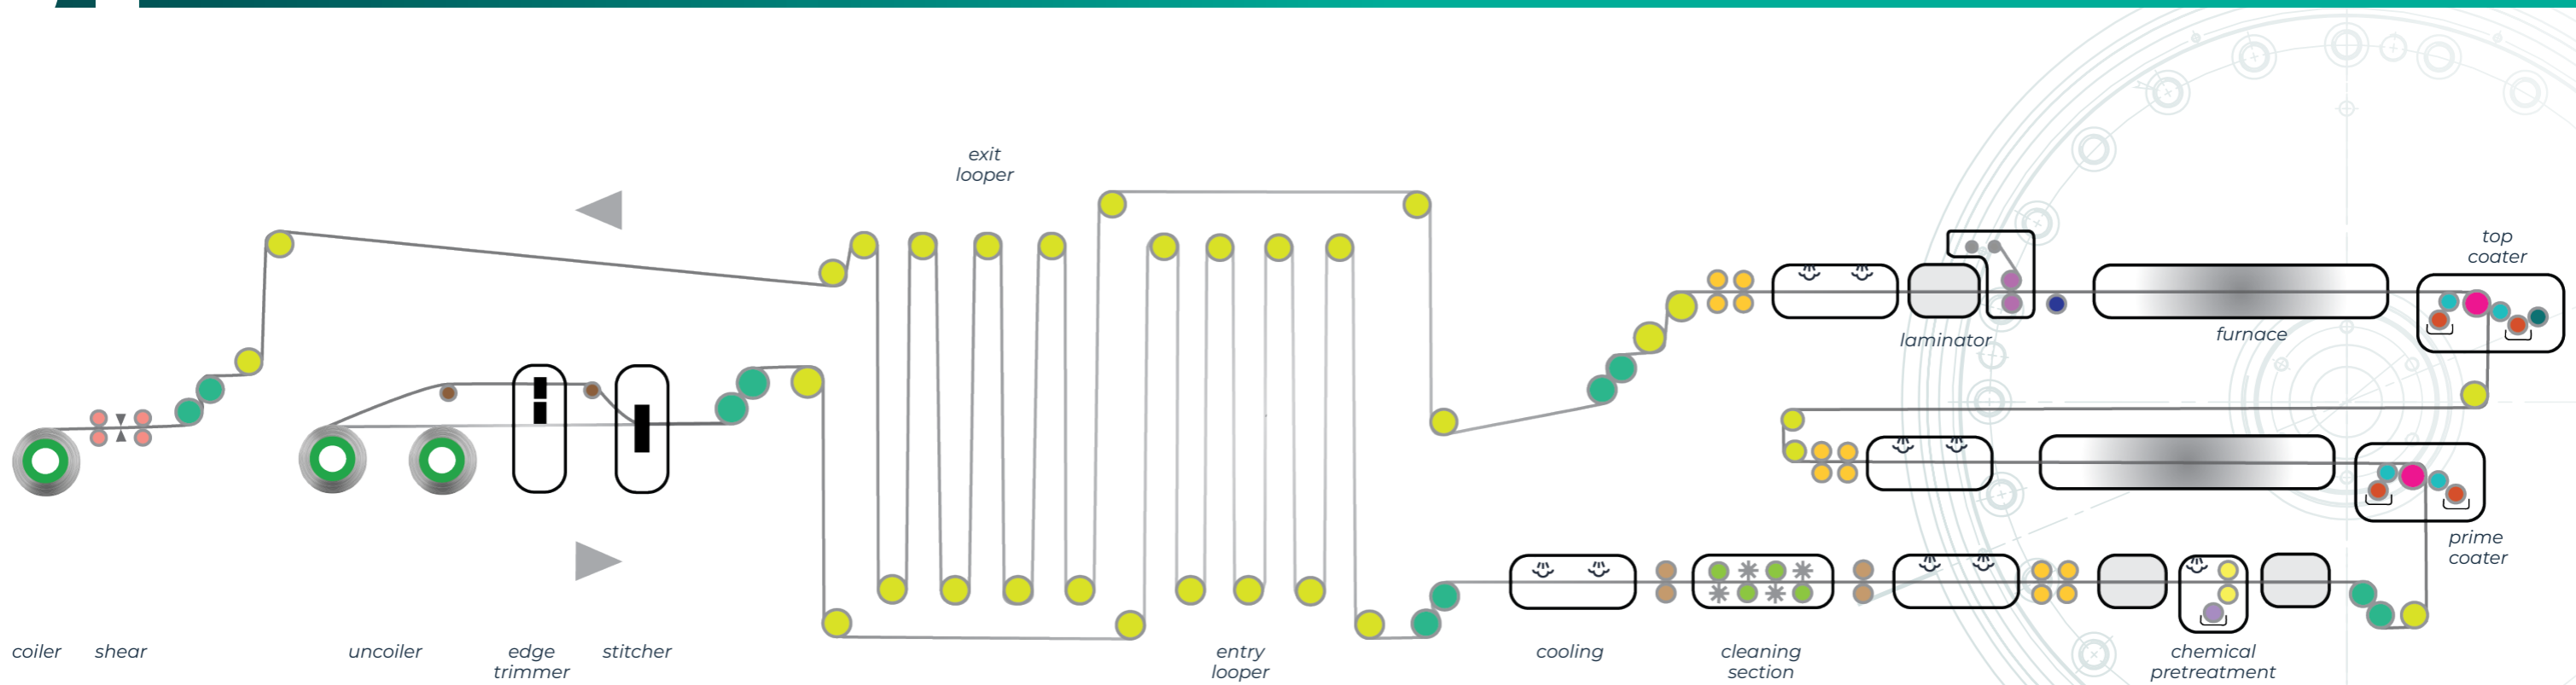 exit
looper
top
coater
laminator
furnace
prime
coater
coiler
shear
uncoiler
edge
trimmer
stitcher
entry
looper
cooling
cleaning
section
chemical
pretreatment